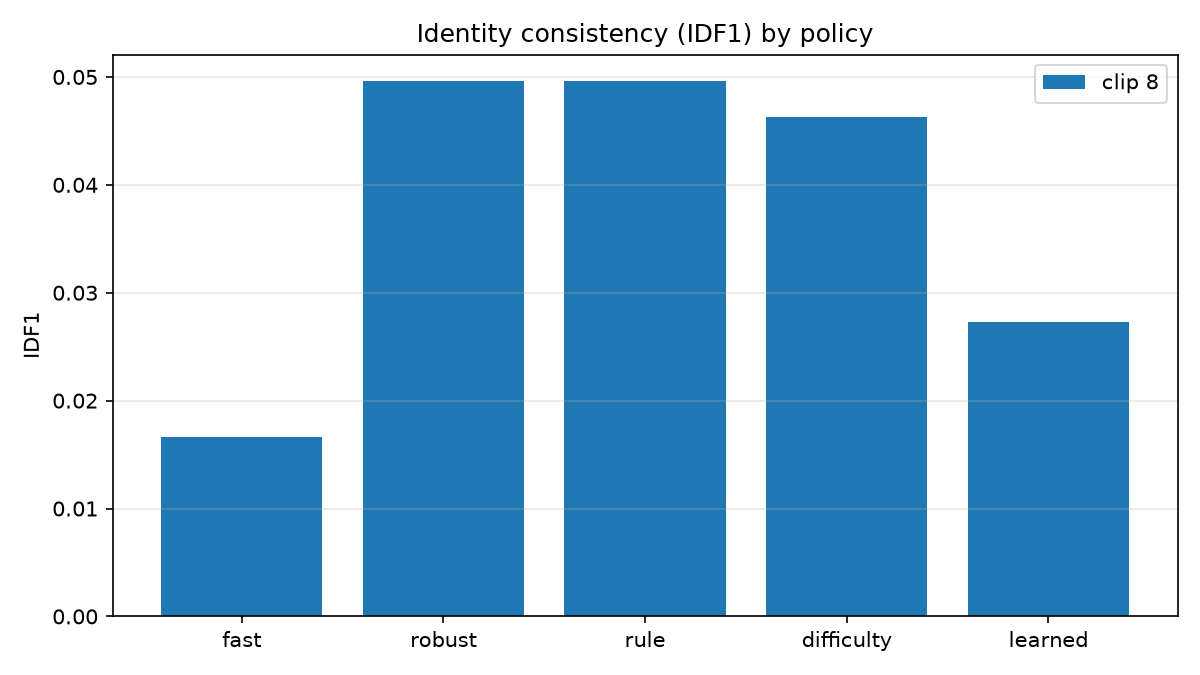 Identity consistency (IDF1) by policy
clip 8
IDF1
0.05
0.04
0.03
0.02
0.01
0.00
fast
robust
rule
difficulty
learned